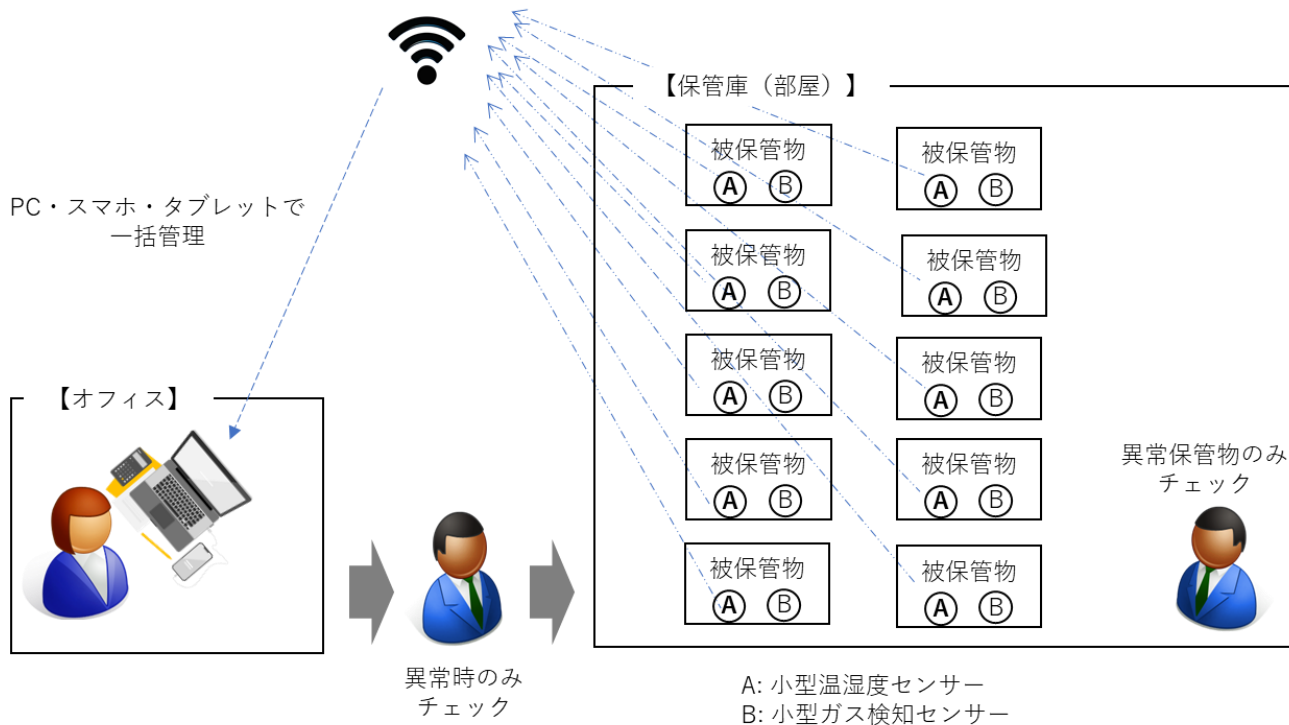 【保管庫（部屋）】
被保管物
A B
被保管物
A B
被保管物
A B
被保管物
A B
被保管物
A B
被保管物
A B
被保管物
A B
被保管物
A B
被保管物
A B
被保管物
A B
PC・スマホ・タブレットで
一括管理
【オフィス】
異常時のみ
チェック
異常保管物のみ
チェック
A: 小型温湿度センサー
B: 小型ガス検知センサー